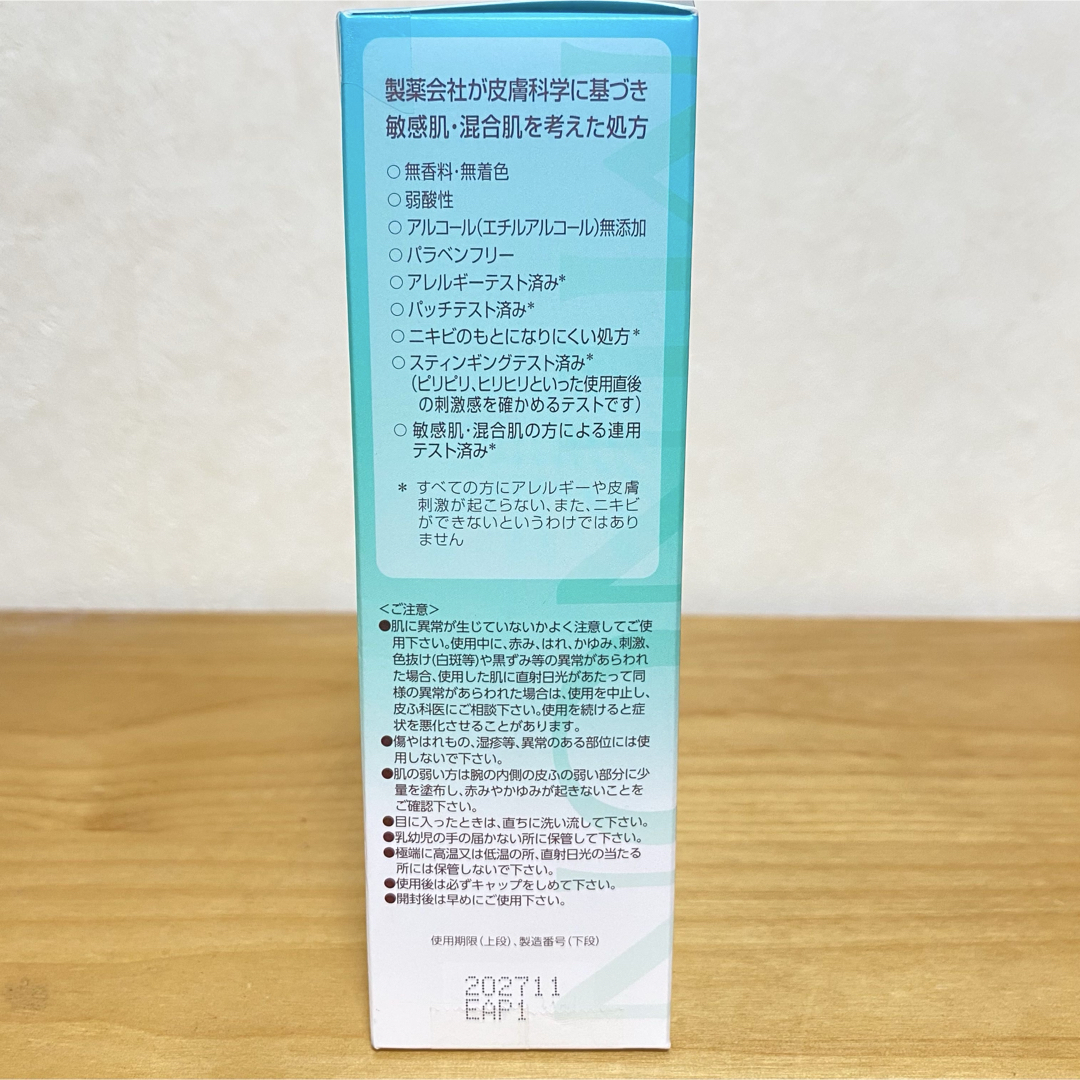 製薬会社が皮膚科学に基づき
敏感肌・混合肌を考えた処方
○無香料・無着色
○弱酸性
○アルコール(エチルアルコール)無添加
○パラベンフリー
○アレルギーテスト済み*
○パッチテスト済み*
○ニキビのもとになりにくい処方*
○スティンギングテスト済み*
(ピリピリ、ヒリヒリといった使用直後
の刺激感を確かめるテストです)
○敏感肌・混合肌の方による連用
テスト済み*
* すべての方にアレルギーや皮膚
刺激が起こらない、また、ニキビ
ができないというわけではあり
ません
<ご注意>
●肌に異常が生じていないかよく注意してご使
用下さい。使用中に、赤み、はれ、かゆみ、刺激、
色抜け(白斑等)や黒ずみ等の異常があらわれ
た場合、使用した肌に直射日光があたって同
様の異常があらわれた場合は、使用を中止し、
皮ふ科医にご相談下さい。使用を続けると症
状を悪化させることがあります。
●傷やはれもの、湿疹等、異常のある部位には使
用しないで下さい。
●肌の弱い方は腕の内側の皮ふの弱い部分に少
量を塗布し、赤みやかゆみが起きないことを
ご確認下さい。
●目に入ったときは、直ちに洗い流して下さい。
●乳幼児の手の届かない所に保管して下さい。
●極端に高温又は低温の所、直射日光の当たる
所には保管しないで下さい。
●使用後は必ずキャップをしめて下さい。
●開封後は早めにご使用下さい。
使用期限(上段)、製造番号(下段)
202711
EAP1